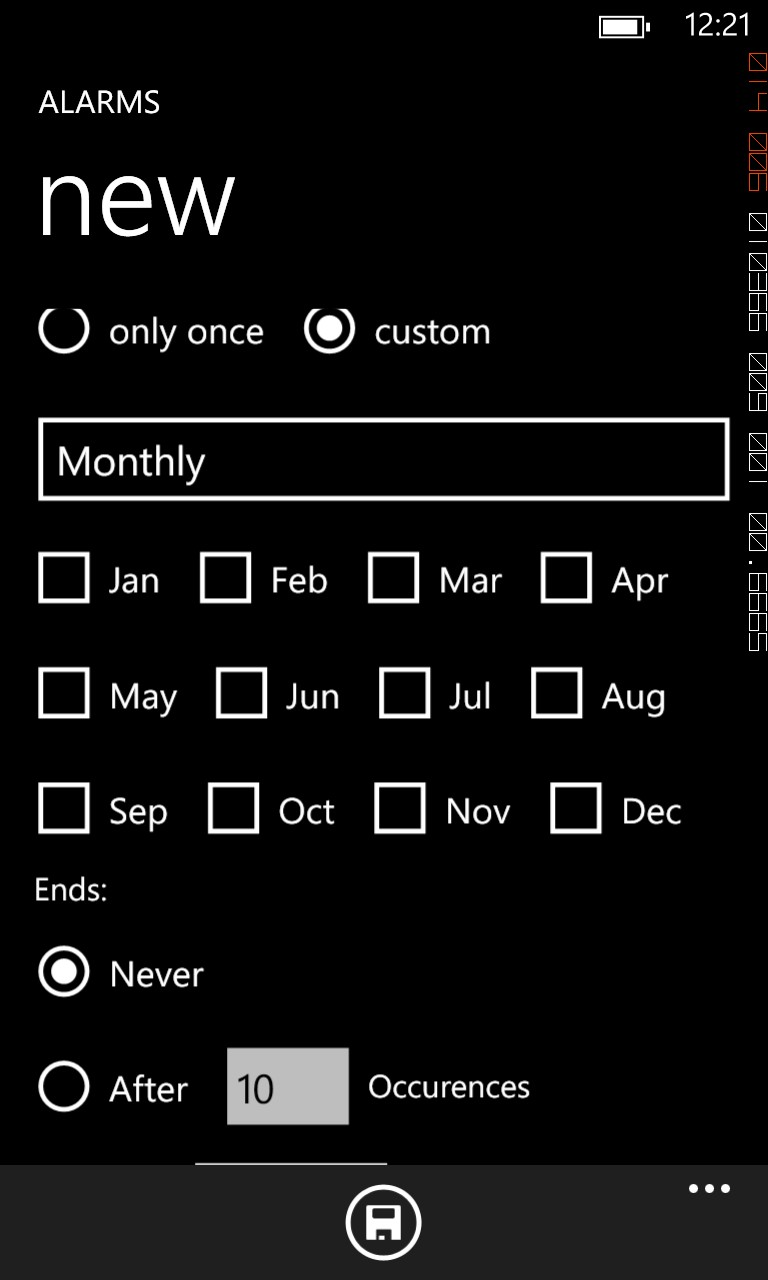 12:21
ALARMS
new
only once custom
Monthly
Jan Feb Mar Apr
May Jun Jul Aug
Sep Oct Nov Dec
Ends:
Never
After 10 Occurences